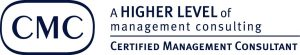 CMC
A HIGHER LEVEL of
management consulting
CERTIFIED MANAGEMENT CONSULTANT